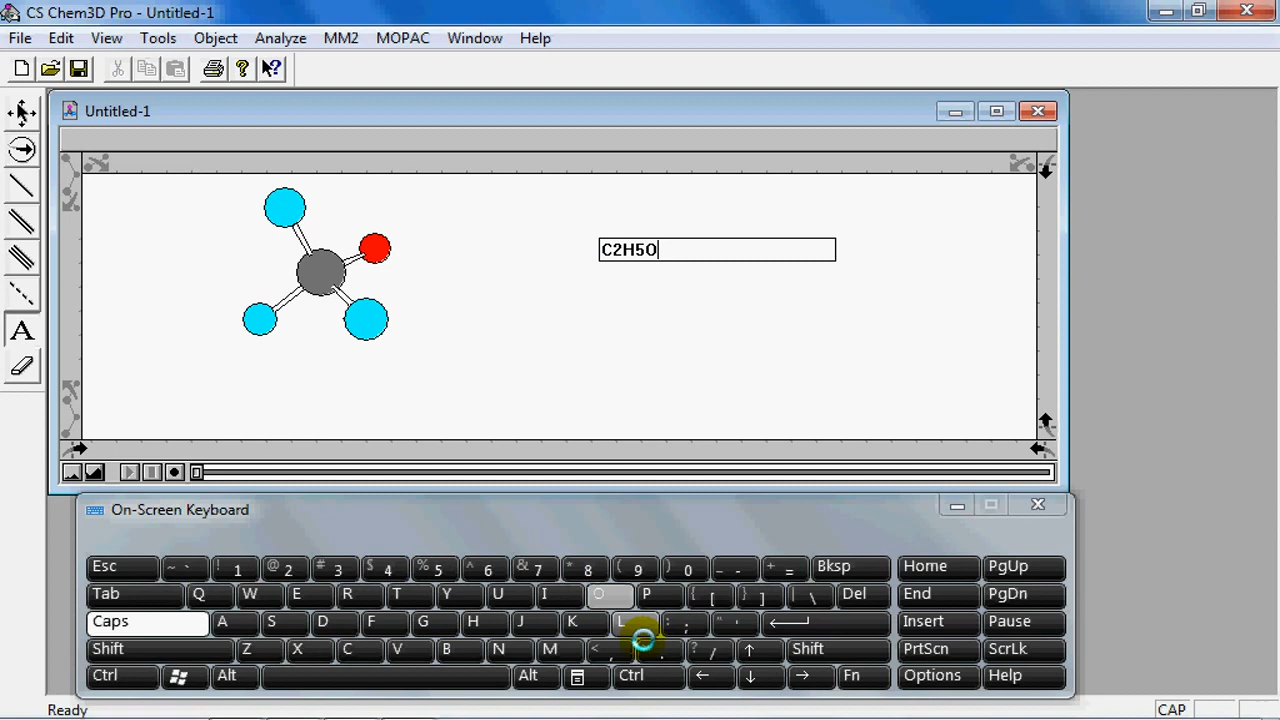 CS Chem3D Pro - Untitled-1
File Edit View Tools Object Analyze MM2 MOPAC Window Help
Untitled-1
C2H5O
A
On-Screen Keyboard
Esc ~ ` ! 1 @ 2 # 3 $ 4 % 5 ^ 6 & 7 * 8 ( 9 ) 0 _ - + = Bksp Home PgUp
Tab Q W E R T Y U I O P { [ } ] | \ Del End PgDn
Caps A S D F G H J K L : ; " ' Insert Pause
Shift Z X C V B N M < , . ? / ↑ Shift PrtScn ScrLk
Ctrl Alt Alt Ctrl ← ↓ → Fn Options Help
Ready CAP